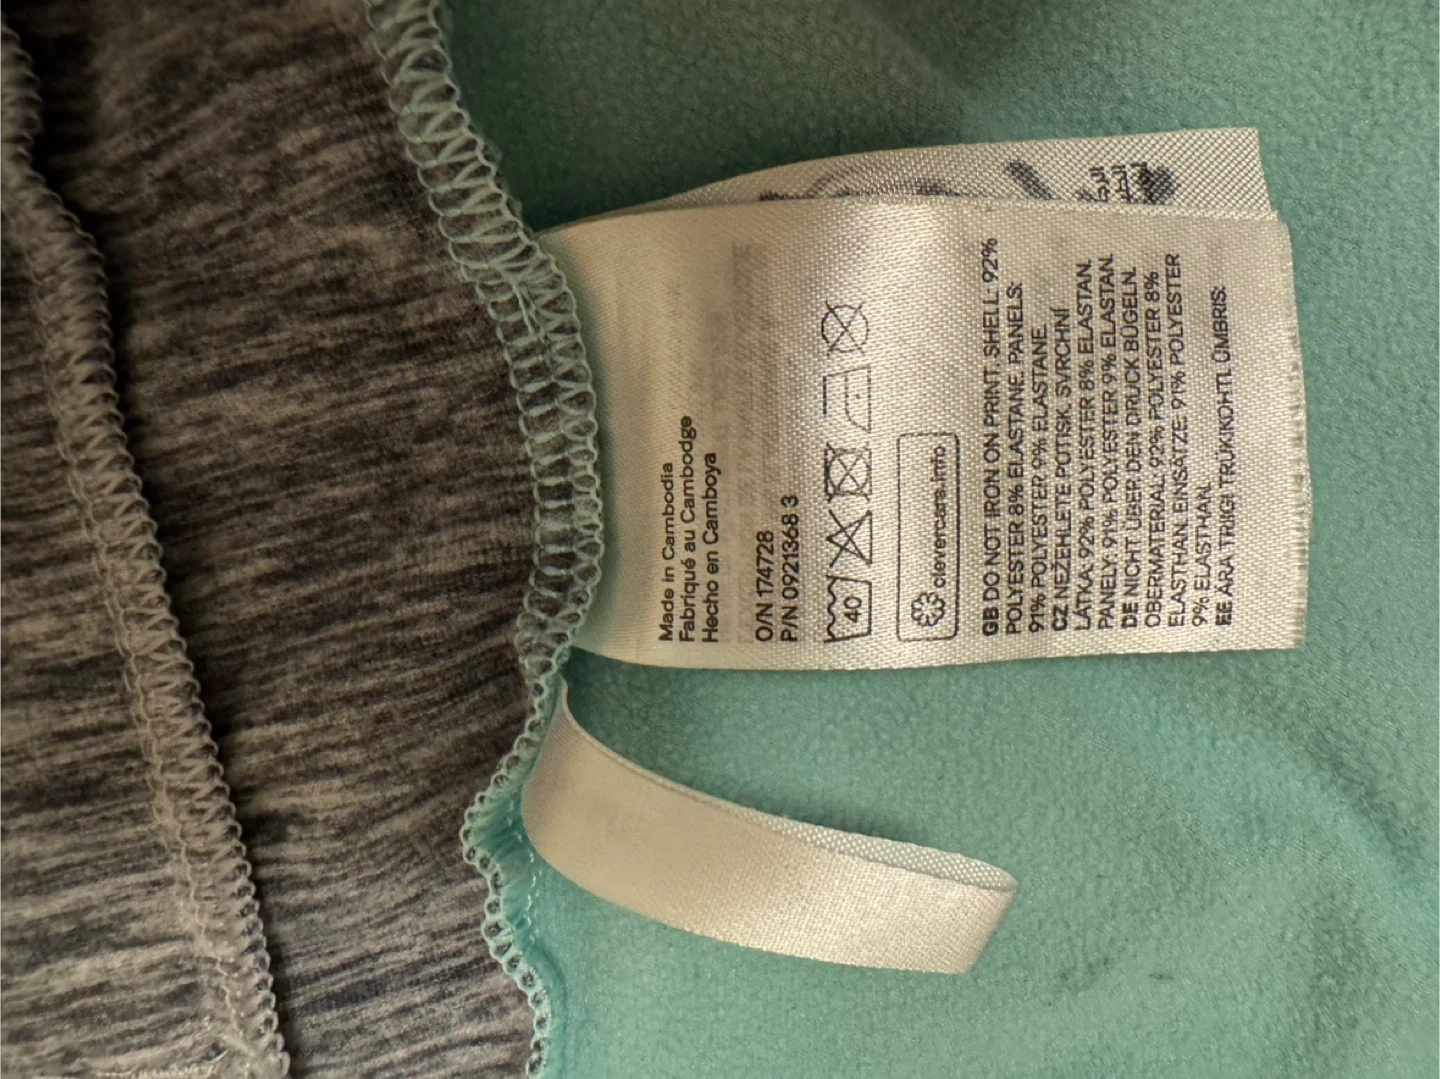 Made in Cambodia
Fabriqué au Cambodge
Hecho en Camboya
O/N 174728
P/N 0921368 3
40
clevercare.info
GB DO NOT IRON ON PRINT. SHELL: 92%
POLYESTER 8% ELASTANE. PANELS:
91% POLYESTER 9% ELASTANE
CZ NEŽEHLETE POTISK. SVRCHNÍ
LÁTKA: 92% POLYESTER 8% ELASTAN.
PANELY: 91% POLYESTER 9% ELASTAN.
DE NICHT ÜBER DEN DRUCK BÜGELN.
OBERMATERIAL: 92% POLYESTER 8%
ELASTHAN. EINSÄTZE: 91% POLYESTER
9% ELASTHAN.
EE ÄRA TRIIGI TRÜKIKOHTI. ÜMBRIS: